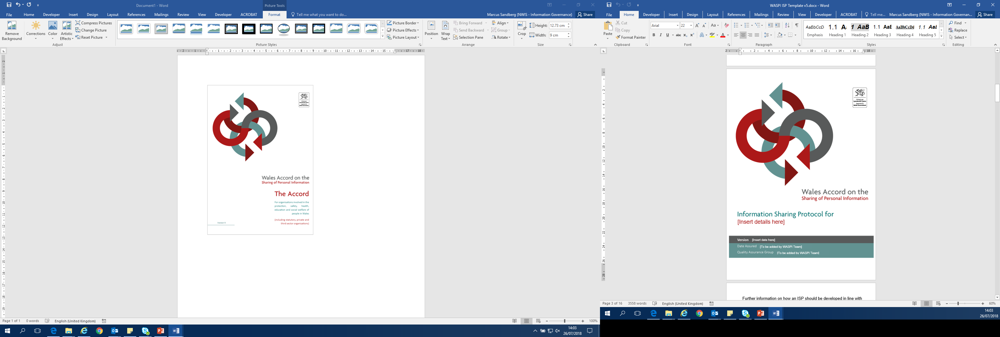 Document1 - Word
Picture Tools
File Home Developer Insert Design Layout References Mailings Review View Developer ACROBAT Format Tell me what you want to do... Marcus Sandberg (NWIS - Information Governance) Share
Remove Background
Corrections
Color
Artistic Effects
Compress Pictures
Change Picture
Reset Picture
Adjust
Picture Styles
Picture Border
Picture Effects
Picture Layout
Position
Wrap Text
Bring Forward
Send Backward
Selection Pane
Align
Group
Rotate
Arrange
Crop
Height: 12.73 cm
Width: 9 cm
Size
Wales Accord on the
Sharing of Personal Information
The Accord
For organisations involved in the
protection, safety, health,
education and social welfare of
people in Wales
(including statutory, private and
third sector organisations)
Page 1 of 1 0 words English (United Kingdom) 100%
14:03
26/07/2018
WASPI ISP Template v5.docx - Word
File Home Developer Insert Design Layout References Mailings Review View Developer ACROBAT Tell me... Marcus Sandberg (NWIS - Information Governan... Share
Paste
Cut
Copy
Format Painter
Clipboard
Arial 22
Font
Paragraph
AaBbCcD 1.1 A 1 AaB 1.1 AaE AaBbCcDd 1.1 AaI
Emphasis Heading 1 Heading 2 Heading 3 Heading 4 Heading 5
Styles
Find
Replace
Select
Editing
Cefnogir gan
Llywodraeth Cymru
Supported by
Welsh Government
Wales Accord on the
Sharing of Personal Information
Information Sharing Protocol for
[Insert details here]
Version [Insert date here]
Date Assured [To be added by WASPI Team]
Quality Assurance Group [To be added by WASPI Team]
Further information on how an ISP should be developed in line with
Page 3 of 16 3558 words English (United Kingdom) 60%
14:03
26/07/2018